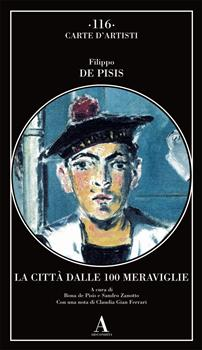 ·116·
CARTE D'ARTISTI
Filippo
DE PISIS
LA CITTÀ DALLE 100 MERAVIGLIE
A cura di
Bona de Pisis e Sandro Zanotto
Con una nota di Claudia Gian Ferrari
A
ABSCONDITA